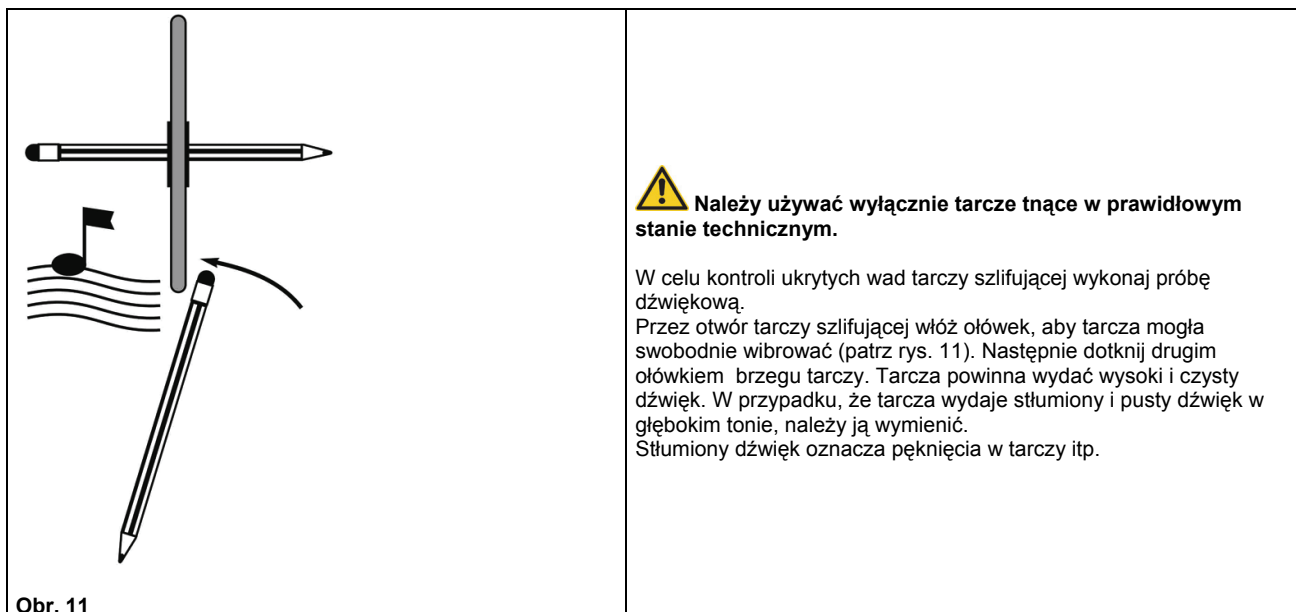 Należy używać wyłącznie tarcze tnące w prawidłowym
stanie technicznym.
W celu kontroli ukrytych wad tarczy szlifującej wykonaj próbę
dźwiękową.
Przez otwór tarczy szlifującej włóż ołówek, aby tarcza mogła
swobodnie wibrować (patrz rys. 11). Następnie dotknij drugim
ołówkiem  brzegu tarczy. Tarcza powinna wydać wysoki i czysty
dźwięk. W przypadku, że tarcza wydaje stłumiony i pusty dźwięk w
głębokim tonie, należy ją wymienić.
Stłumiony dźwięk oznacza pęknięcia w tarczy itp.
Obr. 11